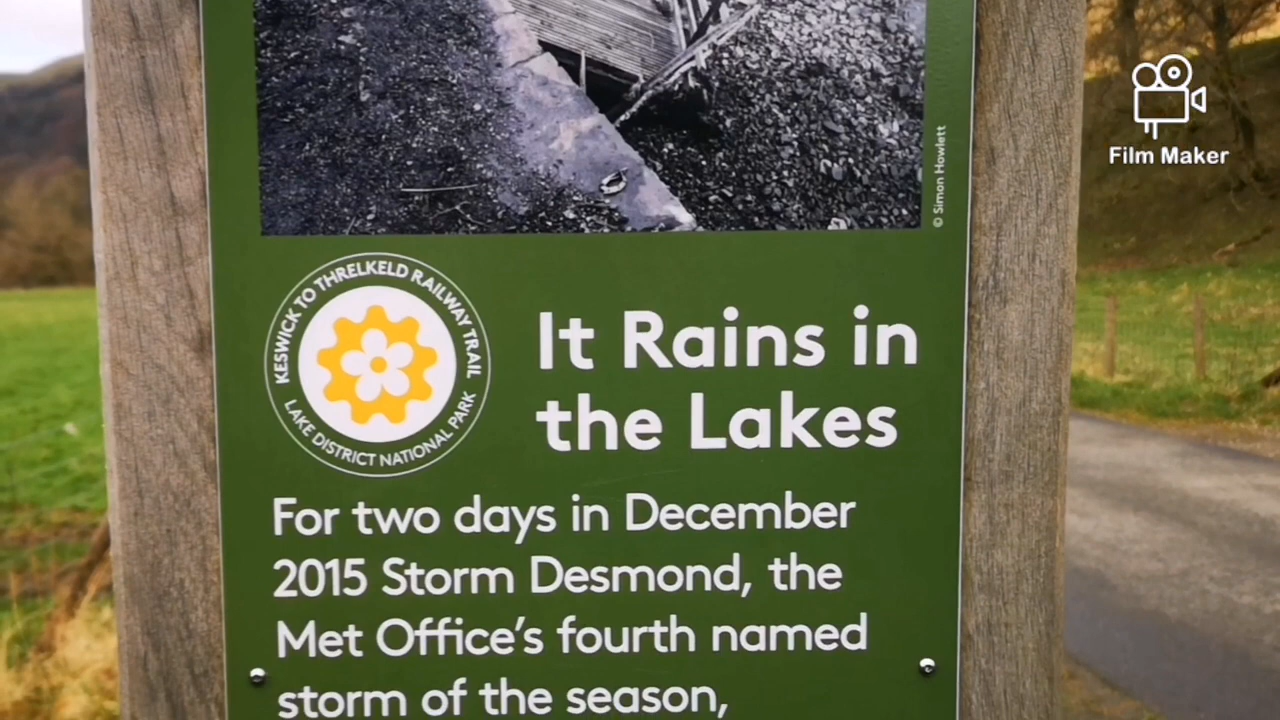 Film Maker
© Simon Howlett
KESWICK TO THRELKELD RAILWAY TRAIL
LAKE DISTRICT NATIONAL PARK
It Rains in
the Lakes
For two days in December
2015 Storm Desmond, the
Met Office's fourth named
storm of the season,